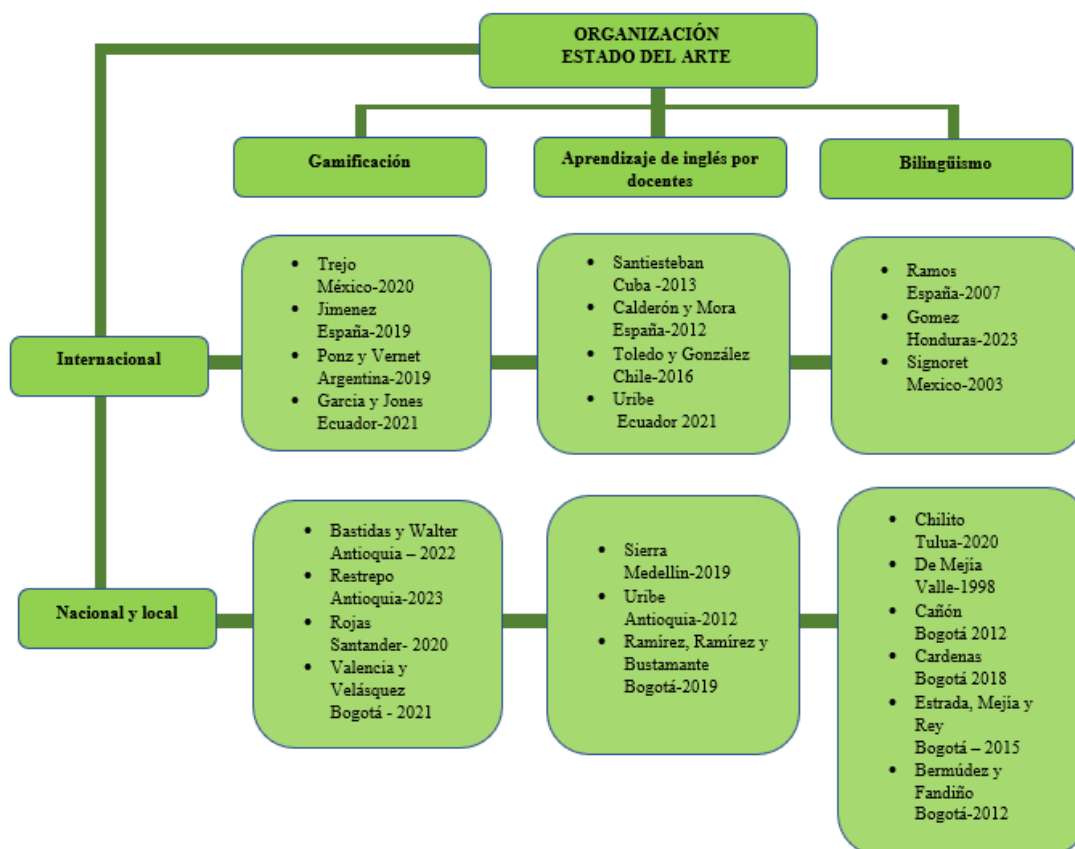 ORGANIZACIÓN
ESTADO DEL ARTE
Gamificación
Aprendizaje de inglés por
docentes
Bilingüismo
Internacional
• Trejo
México-2020
• Jimenez
España-2019
• Ponz y Vernet
Argentina-2019
• Garcia y Jones
Ecuador-2021
• Santiesteban
Cuba -2013
• Calderón y Mora
España-2012
• Toledo y González
Chile-2016
• Uribe
Ecuador 2021
• Ramos
España-2007
• Gomez
Honduras-2023
• Signoret
Mexico-2003
Nacional y local
• Bastidas y Walter
Antioquia – 2022
• Restrepo
Antioquia-2023
• Rojas
Santander- 2020
• Valencia y
Velásquez
Bogotá - 2021
• Sierra
Medellín-2019
• Uribe
Antioquia-2012
• Ramírez, Ramírez y
Bustamante
Bogotá-2019
• Chilito
Tulua-2020
• De Mejía
Valle-1998
• Cañón
Bogotá 2012
• Cardenas
Bogotá 2018
• Estrada, Mejía y
Rey
Bogotá – 2015
• Bermúdez y
Fandiño
Bogotá-2012